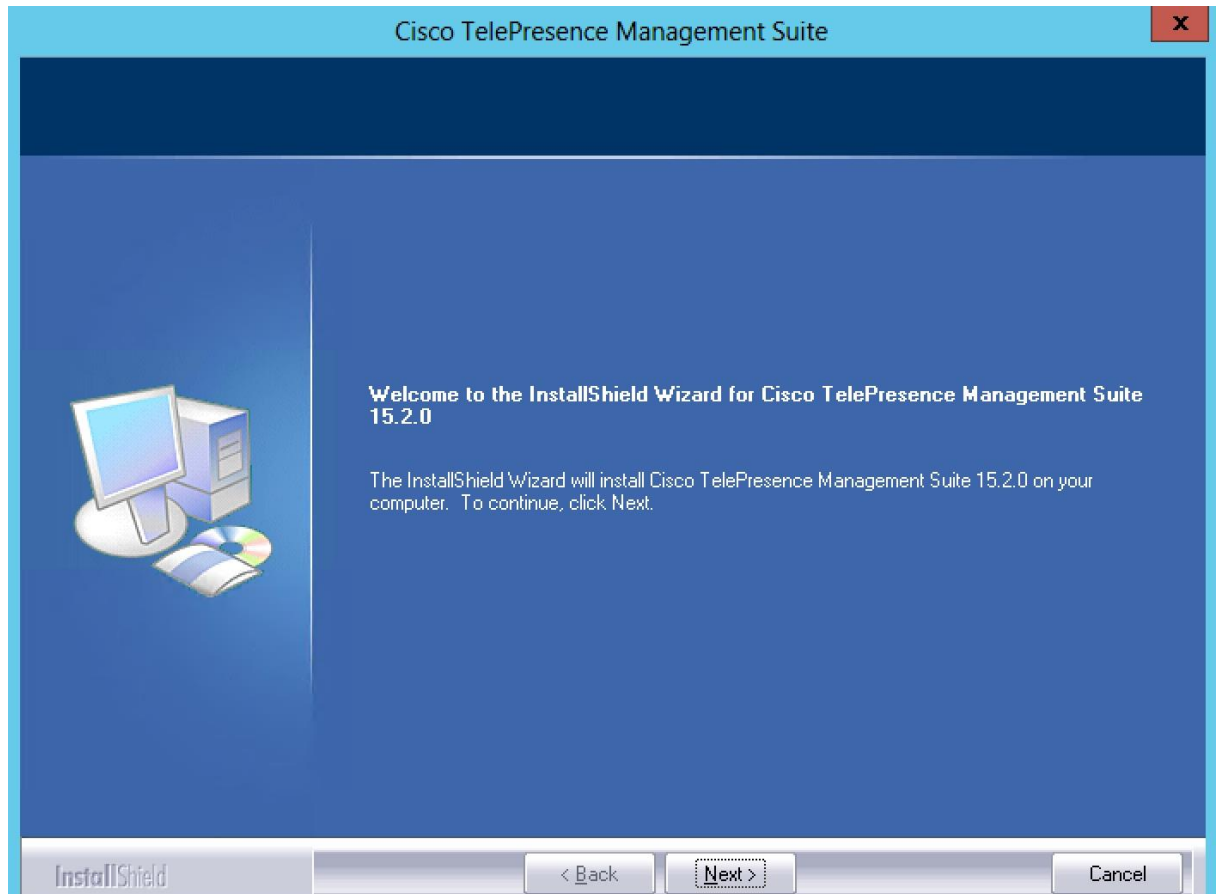 Cisco TelePresence Management Suite
x
Welcome to the InstallShield Wizard for Cisco TelePresence Management Suite
15.2.0
The InstallShield Wizard will install Cisco TelePresence Management Suite 15.2.0 on your
computer. To continue, click Next.
InstallShield
< Back
Next >
Cancel